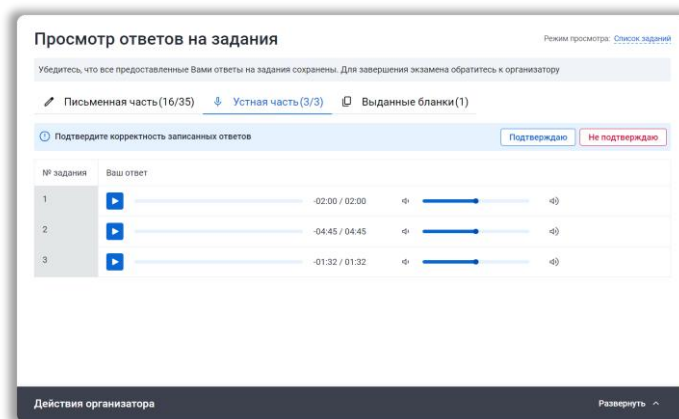 Просмотр ответов на задания
Режим просмотра: Список заданий
Убедитесь, что все предоставленные Вами ответы на задания сохранены. Для завершения экзамена обратитесь к организатору
Письменная часть(16/35) Устная часть(3/3) Выданные бланки(1)
Подтвердите корректность записанных ответов Подтверждаю Не подтверждаю
№ задания Ваш ответ
1 -02:00 / 02:00
2 -04:45 / 04:45
3 -01:32 / 01:32
Действия организатора Развернуть